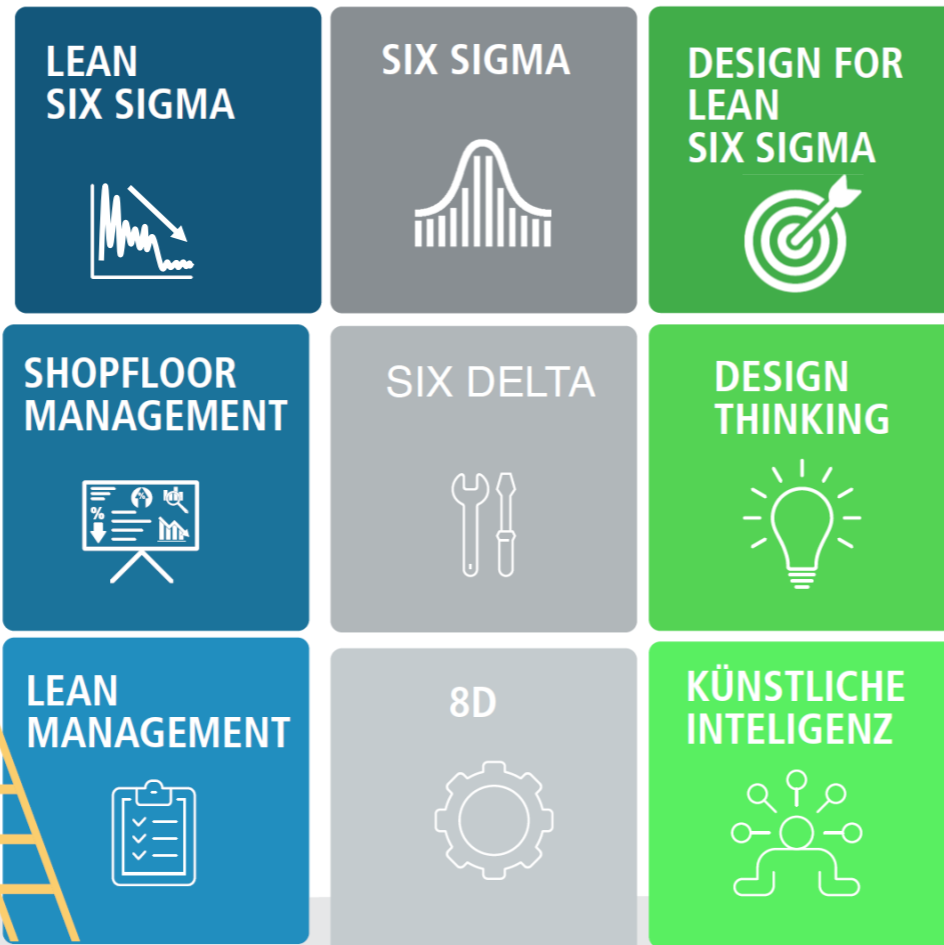 LEAN
SIX SIGMA
SIX SIGMA
DESIGN FOR
LEAN
SIX SIGMA
SHOPFLOOR
MANAGEMENT
%
SIX DELTA
DESIGN
THINKING
LEAN
MANAGEMENT
8D
KÜNSTLICHE
INTELIGENZ